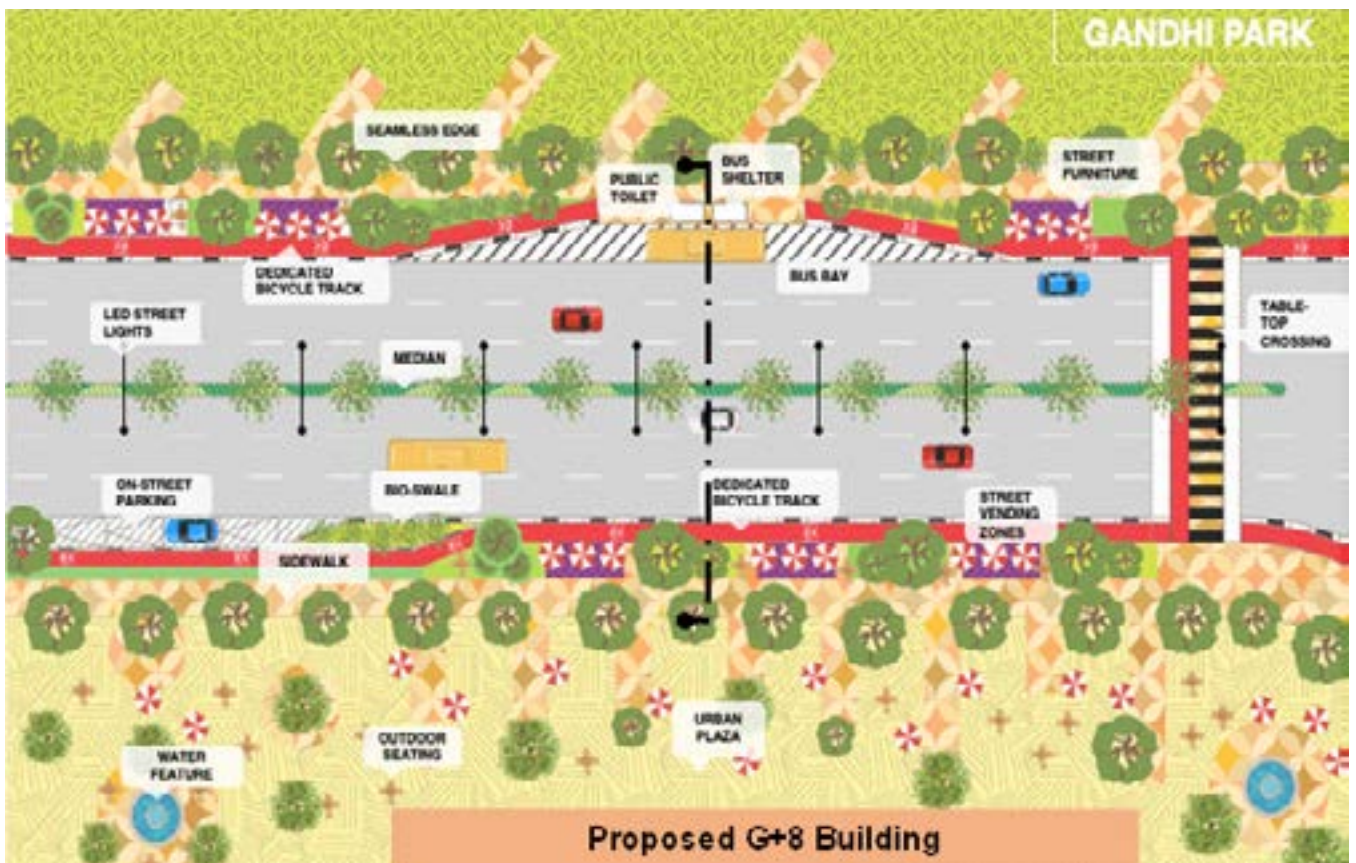 GANDHI PARK
SEAMLESS EDGE
PUBLIC
TOILET
BUS
SHELTER
STREET
FURNITURE
DEDICATED
BICYCLE TRACK
BUS BAY
LED STREET
LIGHTS
TABLE-
TOP
CROSSING
MEDIAN
ON-STREET
PARKING
BIO-SWALE
DEDICATED
BICYCLE TRACK
STREET
VENDING
ZONES
SIDEWALK
WATER
FEATURE
OUTDOOR
SEATING
URBAN
PLAZA
Proposed G+8 Building